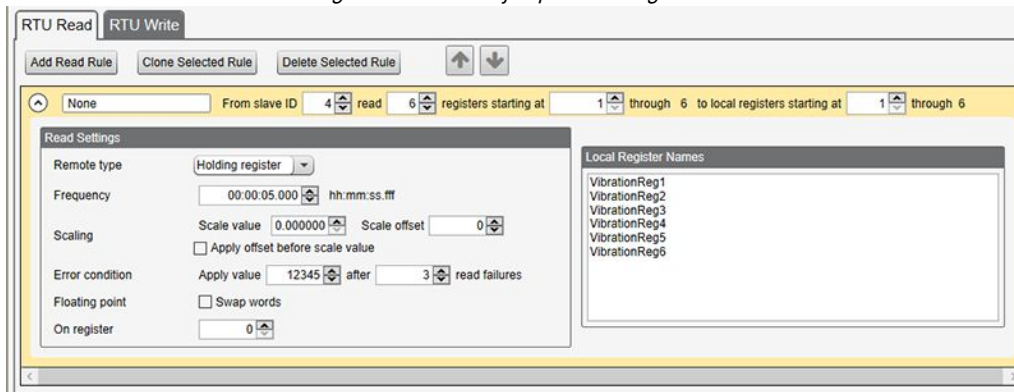 RTU Read RTU Write
Add Read Rule Clone Selected Rule Delete Selected Rule
None From slave ID 4 read 6 registers starting at 1 through 6 to local registers starting at 1 through 6
Read Settings
Remote type Holding register
Frequency 00:00:05.000 hh:mm:ss.fff
Scaling Scale value 0.000000 Scale offset 0
Apply offset before scale value
Error condition Apply value 12345 after 3 read failures
Floating point Swap words
On register 0
Local Register Names
VibrationReg1
VibrationReg2
VibrationReg3
VibrationReg4
VibrationReg5
VibrationReg6